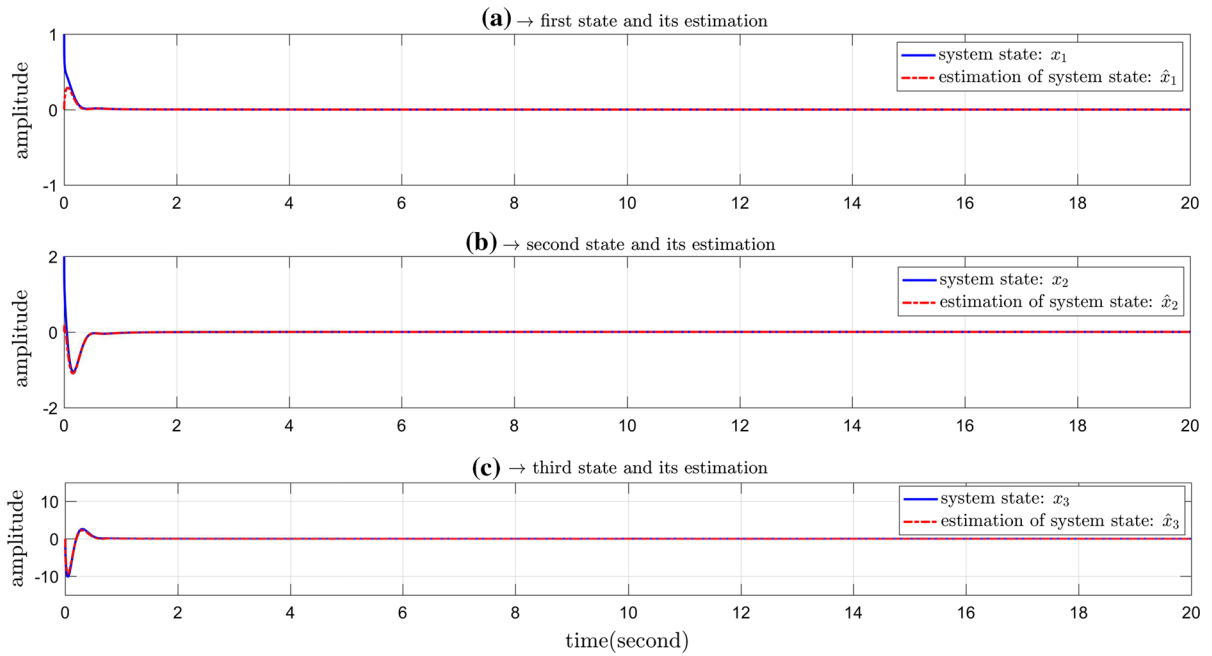 (a) → first state and its estimation
1
0
-1
amplitude
system state: x₁
estimation of system state: x̂₁
0 2 4 6 8 10 12 14 16 18 20
(b) → second state and its estimation
2
0
-2
amplitude
system state: x₂
estimation of system state: x̂₂
0 2 4 6 8 10 12 14 16 18 20
(c) → third state and its estimation
10
0
-10
amplitude
system state: x₃
estimation of system state: x̂₃
0 2 4 6 8 10 12 14 16 18 20
time(second)